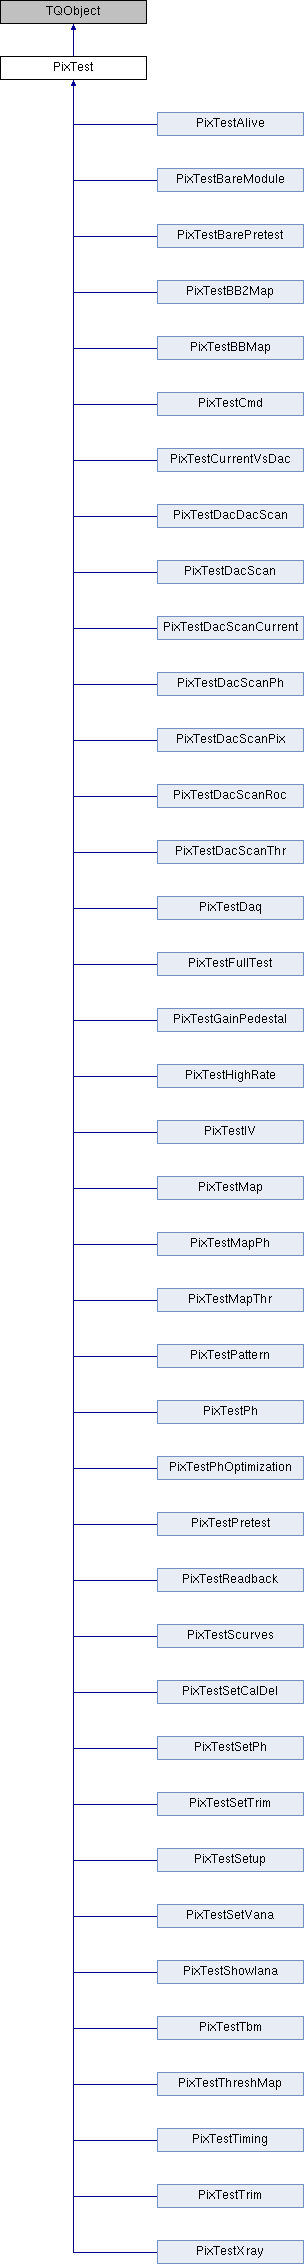 TQObject
PixTest
PixTestAlive
PixTestBareModule
PixTestBarePretest
PixTestBB2Map
PixTestBBMap
PixTestCmd
PixTestCurrentVsDac
PixTestDacDacScan
PixTestDacScan
PixTestDacScanCurrent
PixTestDacScanPh
PixTestDacScanPix
PixTestDacScanRoc
PixTestDacScanThr
PixTestDaq
PixTestFullTest
PixTestGainPedestal
PixTestHighRate
PixTestIV
PixTestMap
PixTestMapPh
PixTestMapThr
PixTestPattern
PixTestPh
PixTestPhOptimization
PixTestPretest
PixTestReadback
PixTestScurves
PixTestSetCalDel
PixTestSetPh
PixTestSetTrim
PixTestSetup
PixTestSetVana
PixTestShowIana
PixTestTbm
PixTestThreshMap
PixTestTiming
PixTestTrim
PixTestXray